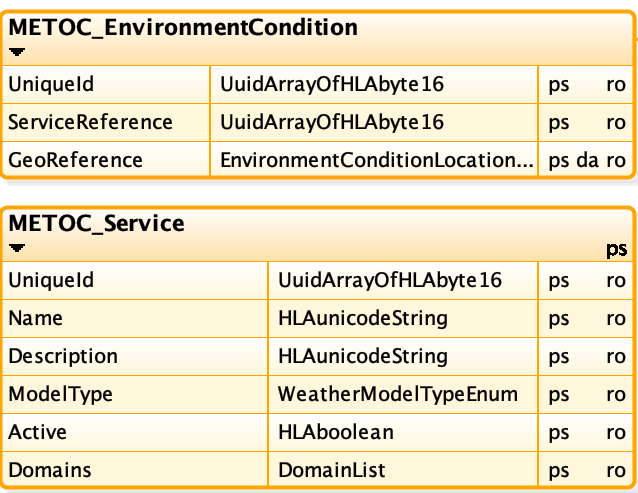 METOC_EnvironmentCondition
UniqueId UuidArrayOfHLAbyte16 ps ro
ServiceReference UuidArrayOfHLAbyte16 ps ro
GeoReference EnvironmentConditionLocation... ps da ro
METOC_Service
ps
UniqueId UuidArrayOfHLAbyte16 ps ro
Name HLAunicodeString ps ro
Description HLAunicodeString ps ro
ModelType WeatherModelTypeEnum ps ro
Active HLAboolean ps ro
Domains DomainList ps ro